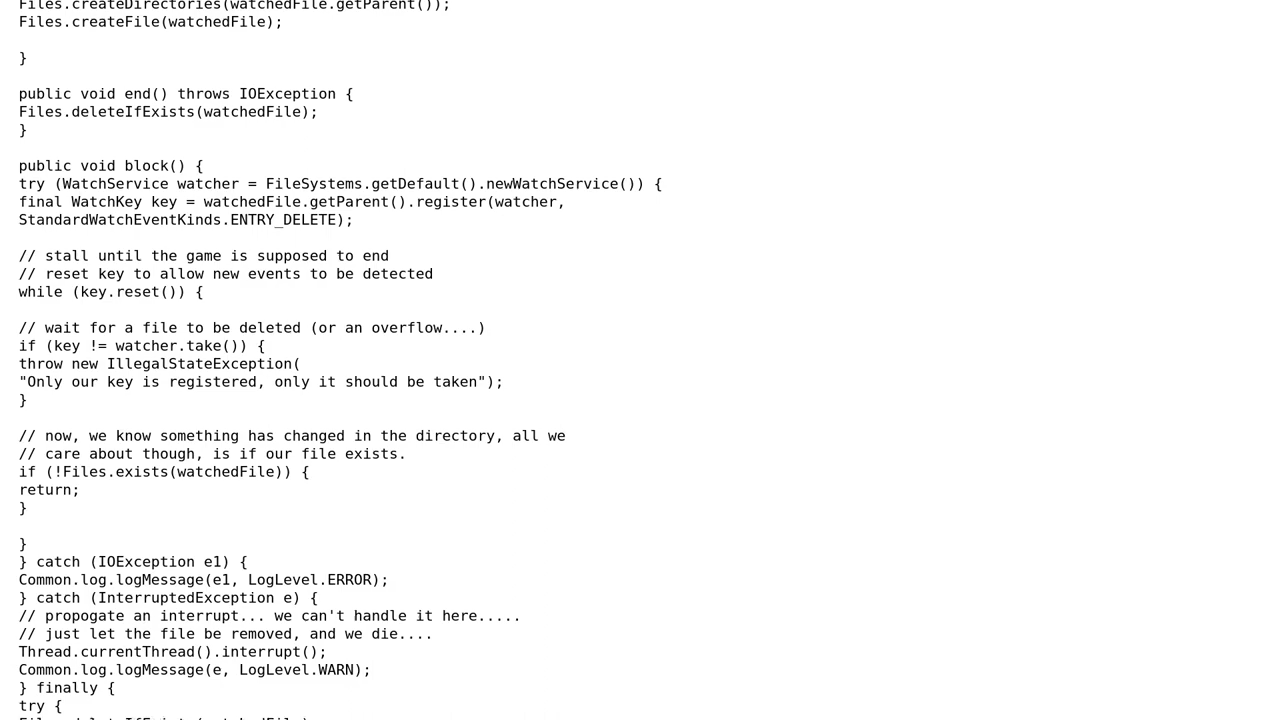 Files.createDirectories(watchedFile.getParent());
Files.createFile(watchedFile);
}
public void end() throws IOException {
Files.deleteIfExists(watchedFile);
}
public void block() {
try (WatchService watcher = FileSystems.getDefault().newWatchService()) {
final WatchKey key = watchedFile.getParent().register(watcher,
StandardWatchEventKinds.ENTRY_DELETE);
// stall until the game is supposed to end
// reset key to allow new events to be detected
while (key.reset()) {
// wait for a file to be deleted (or an overflow....)
if (key != watcher.take()) {
throw new IllegalStateException(
"Only our key is registered, only it should be taken");
}
// now, we know something has changed in the directory, all we
// care about though, is if our file exists.
if (!Files.exists(watchedFile)) {
return;
}
}
} catch (IOException e1) {
Common.log.logMessage(e1, LogLevel.ERROR);
} catch (InterruptedException e) {
// propogate an interrupt... we can't handle it here.....
// just let the file be removed, and we die....
Thread.currentThread().interrupt();
Common.log.logMessage(e, LogLevel.WARN);
} finally {
try {